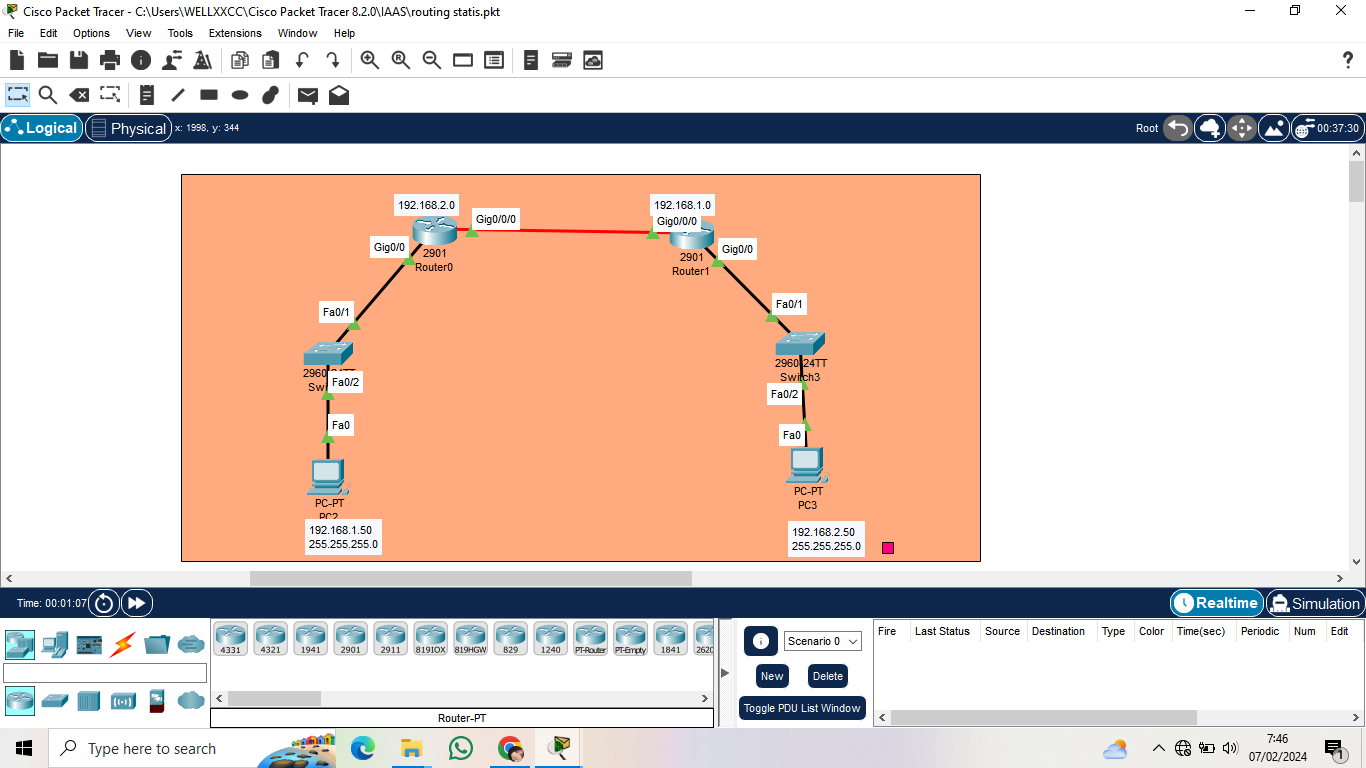 Cisco Packet Tracer - C:\Users\WELLXXCC\Cisco Packet Tracer 8.2.0\IAAS\routing statis.pkt
File Edit Options View Tools Extensions Window Help
?
Logical Physical x: 1998, y: 344 Root 00:37:30
192.168.2.0
192.168.1.0
Gig0/0/0
Gig0/0/0
Gig0/0
2901
Router0
2901
Router1
Gig0/0
Fa0/1
Fa0/1
2960-24TT
Switch3
Fa0/2
Fa0/2
Fa0
Fa0
PC-PT
PC2
PC-PT
PC3
192.168.1.50
255.255.255.0
192.168.2.50
255.255.255.0
Time: 00:01:07 Realtime Simulation
4331 4321 1941 2901 2911 819IOX 819HGW 829 1240 PT-Router PT-Empty 1841 2620
Router-PT
Scenario 0
New Delete
Toggle PDU List Window
Fire Last Status Source Destination Type Color Time(sec) Periodic Num Edit
Type here to search
7:46
07/02/2024
1